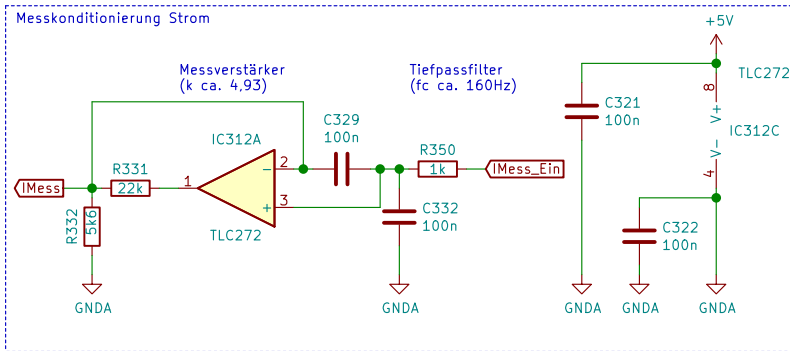 Messkonditionierung Strom
+5V
Messverstärker
(k ca. 4,93)
Tiefpassfilter
(fc ca. 160Hz)
TLC272
8
V+
C321
100n
IC312C
C329
100n
IC312A
R350
1k
IMess_Ein
2
-
R331
22k
1
IMess
3
+
V-
4
R332
5k6
TLC272
C332
100n
C322
100n
GNDA
GNDA
GNDA
GNDA
GNDA